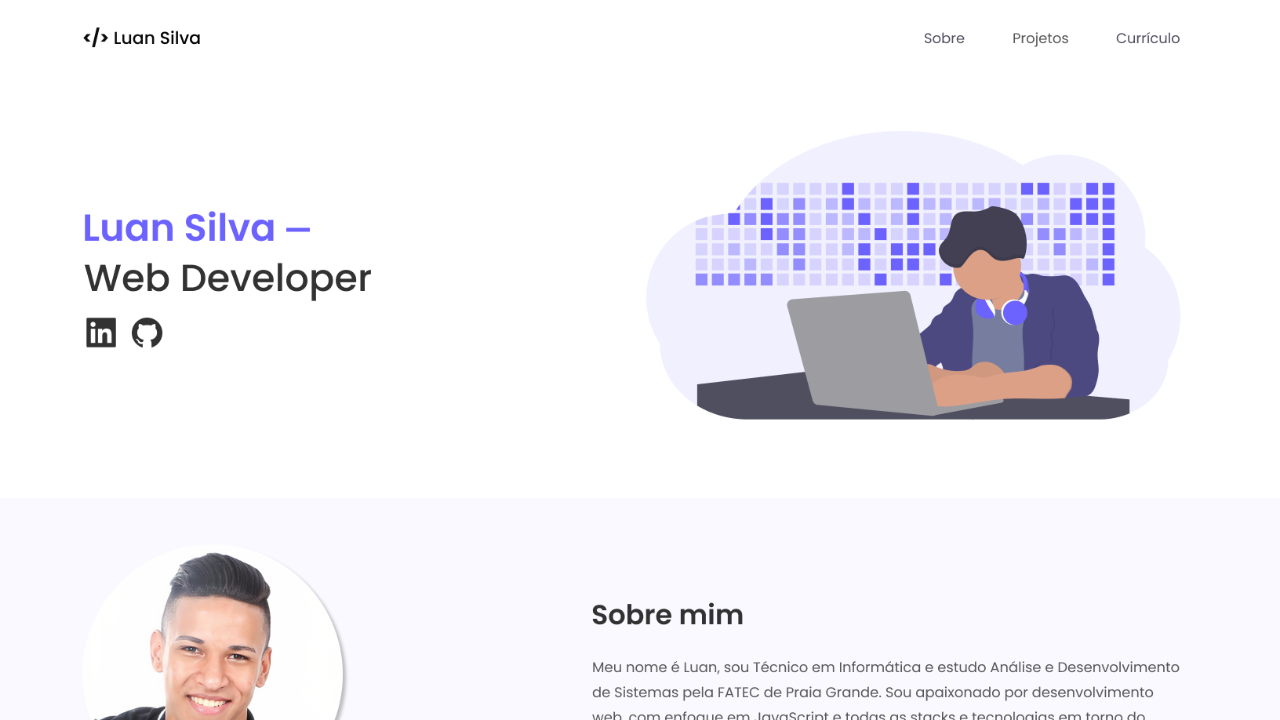 </> Luan Silva
Sobre
Projetos
Currículo
Luan Silva —
Web Developer
in
Sobre mim
Meu nome é Luan, sou Técnico em Informática e estudo Análise e Desenvolvimento
de Sistemas pela FATEC de Praia Grande. Sou apaixonado por desenvolvimento
web, com enfoque em JavaScript e todas as stacks e tecnologias em torno do